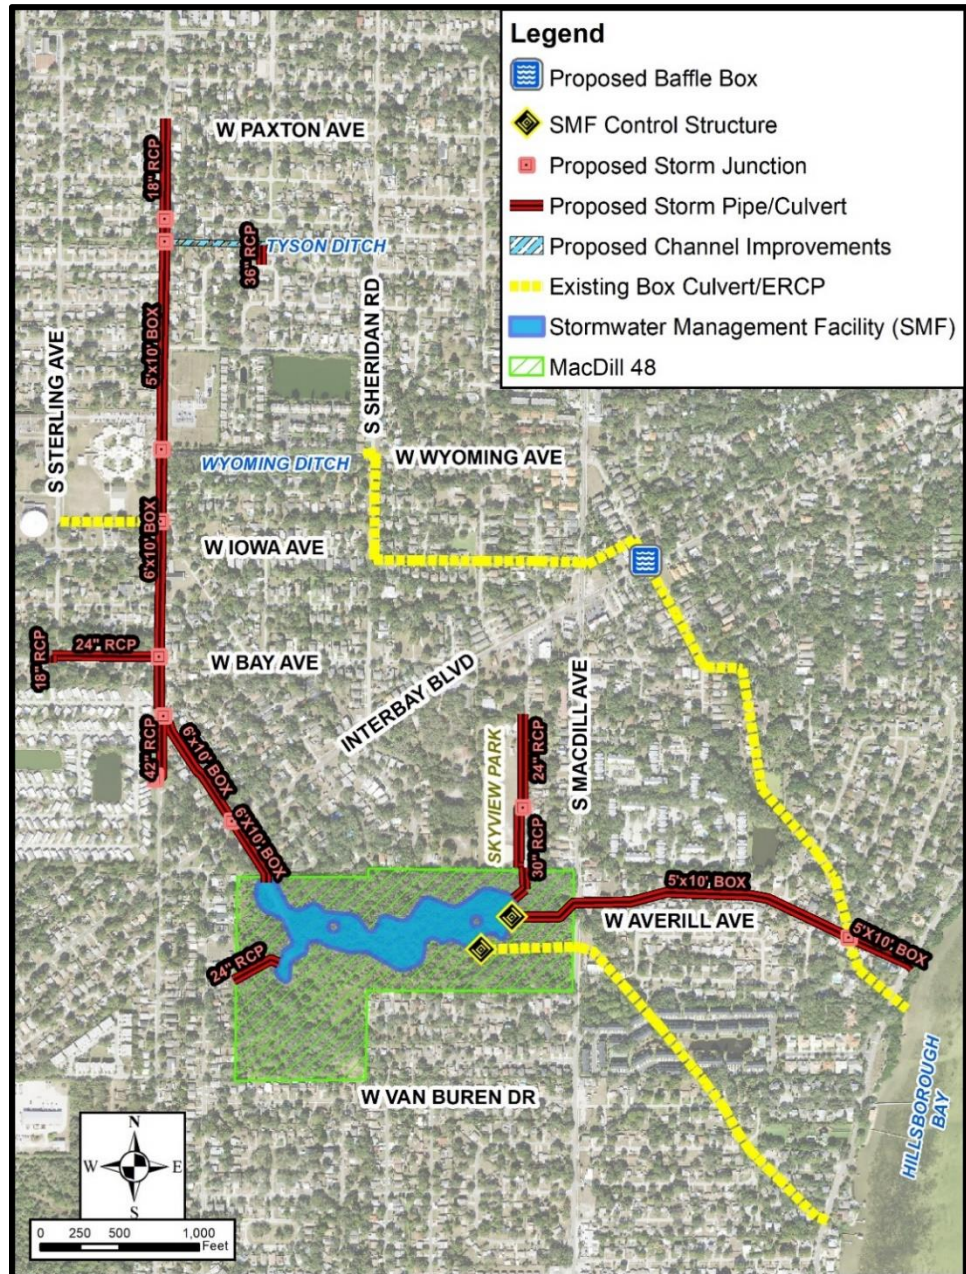 Legend
Proposed Baffle Box
SMF Control Structure
Proposed Storm Junction
Proposed Storm Pipe/Culvert
Proposed Channel Improvements
Existing Box Culvert/ERCP
Stormwater Management Facility (SMF)
MacDill 48
W PAXTON AVE
18" RCP
TYSON DITCH
36" RCP
S SHERIDAN RD
5'x10', BOX
S STERLING AVE
WYOMING DITCH
W WYOMING AVE
6'x10', BOX
W IOWA AVE
24", RCP
18" RCP
W BAY AVE
INTERBAY BLVD
S MACDILL AVE
42" RCP
6'x10', BOX
6'X10', BOX
SKYVIEW PARK
24" RCP
30" RCP
5'x10', BOX
W AVERILL AVE
5'X10', BOX
24" RCP
W VAN BUREN DR
HILLSBOROUGH
BAY
N
W E
S
0 250 500 1,000
Feet